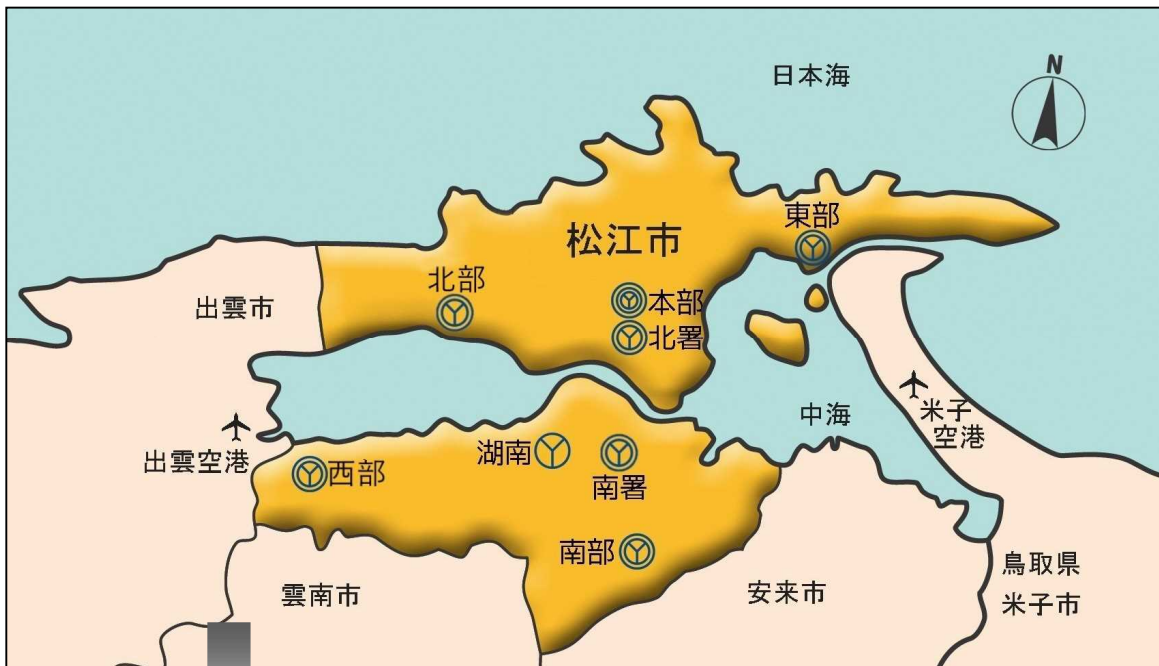 日本海
N
東部
松江市
北部
本部
出雲市
北署
中海
米子
空港
湖南
出雲空港
西部
南署
南部
鳥取県
雲南市
安来市
米子市